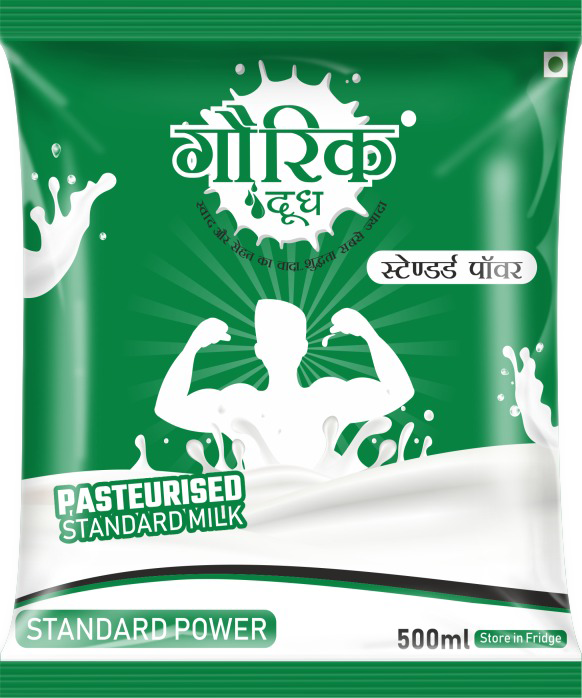 गौरिक
दूध
स्वाद और सेहत का वादा, शुद्धता सबसे ज्यादा
स्टेण्डर्ड पॉवर
PASTEURISED
STANDARD MILK
STANDARD POWER
500ml Store in Fridge